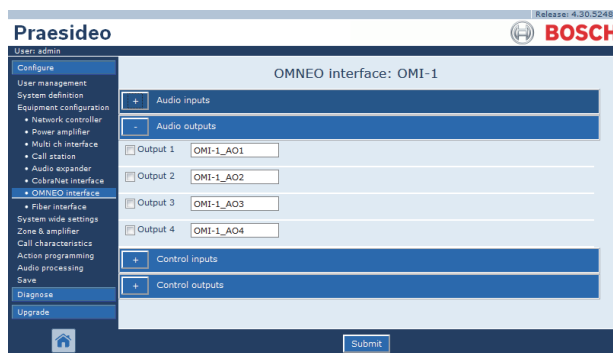 Release: 4.30.5248
Praesideo
BOSCH
User: admin
Configure
User management
System definition
Equipment configuration
• Network controller
• Power amplifier
• Multi ch interface
• Call station
• Audio expander
• CobraNet interface
• OMNEO interface
• Fiber interface
System wide settings
Zone & amplifier
Call characteristics
Action programming
Audio processing
Save
Diagnose
Upgrade
OMNEO interface: OMI-1
+ Audio inputs
- Audio outputs
Output 1 OMI-1_AO1
Output 2 OMI-1_AO2
Output 3 OMI-1_AO3
Output 4 OMI-1_AO4
+ Control inputs
+ Control outputs
Submit